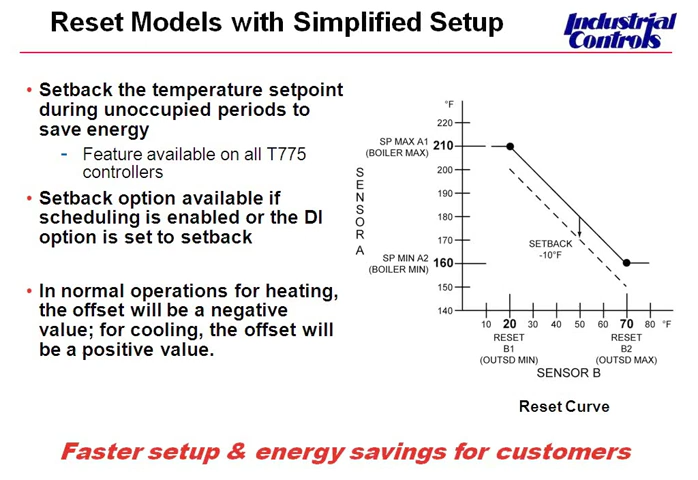 Reset Models with Simplified Setup
Industrial
Controls
• Setback the temperature setpoint
during unoccupied periods to
save energy
- Feature available on all T775
controllers
• Setback option available if
scheduling is enabled or the DI
option is set to setback
• In normal operations for heating,
the offset will be a negative
value; for cooling, the offset will
be a positive value.
°F
220
SP MAX A1
(BOILER MAX)
210
200
190
180
170
SP MIN A2
(BOILER MIN)
160
150
140
SENSOR A
SETBACK
-10°F
10 20 30 40 50 60 70 80 °F
RESET
B1
(OUTSD MIN)
RESET
B2
(OUTSD MAX)
SENSOR B
Reset Curve
Faster setup & energy savings for customers